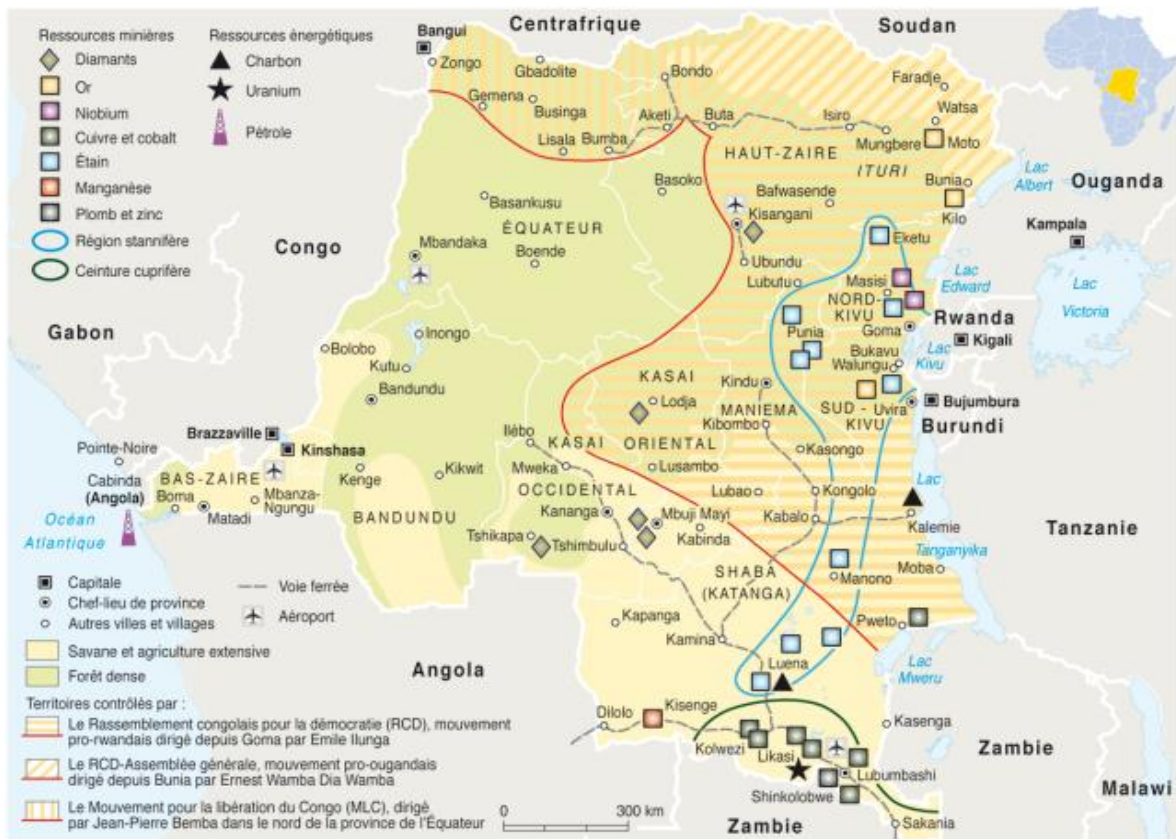 Ressources minières
Diamants
Or
Niobium
Cuivre et cobalt
Étain
Manganèse
Plomb et zinc
Région stannifère
Ceinture cuprifère
Ressources énergétiques
Charbon
Uranium
Pétrole
Centrafrique
Soudan
Bangui
Zongo
Gbadolite
Bondo
Faradje
Gemena
Businga
Aketi
Buta
Isiro
Watsa
Lisala
Bumba
Mungbere
Moto
HAUT-ZAIRE
ITURI
Lac
Albert
Ouganda
Basoko
Bafwasende
Bunia
Kilo
Basankusu
Kisangani
Kampala
ÉQUATEUR
Congo
Mbandaka
Boende
Eketu
Ubundu
Lubutu
Masisi
Lac
Edward
Lac
Victoria
NORD-
KIVU
Gabon
Inongo
Punia
Goma
Rwanda
Kigali
Bolobo
Kutu
Bukavu
Walungu
Lac
Kivu
Bandundu
KASAI
Kindu
Lodja
MANIEMA
SUD-
KIVU
Uvira
Bujumbura
Burundi
Brazzaville
Kinshasa
Ilébo
KASAI
ORIENTAL
Kibombo
Pointe-Noire
Cabinda
(Angola)
BAS-ZAIRE
Kenge
Kikwit
Mweka
Lusambo
Kasongo
Boma
Matadi
Mbanza-
Ngungu
BANDUNDU
OCCIDENTAL
Kananga
Lubao
Kongolo
Lac
Tanganyika
Océan
Atlantique
Mbuji Mayi
Kabinda
Kabalo
Kalemie
Tanzanie
Tshikapa
Tshimbulu
SHABA
(KATANGA)
Manono
Moba
Capitale
Chef-lieu de province
Autres villes et villages
Voie ferrée
Aéroport
Kapanga
Kamina
Pweto
Savane et agriculture extensive
Forêt dense
Angola
Luena
Lac
Mweru
Territoires contrôlés par :
Le Rassemblement congolais pour la démocratie (RCD), mouvement
pro-rwandais dirigé depuis Goma par Emile Ilunga
Le RCD-Assemblée générale, mouvement pro-ougandais
dirigé depuis Bunia par Ernest Wamba Dia Wamba
Le Mouvement pour la libération du Congo (MLC), dirigé
par Jean-Pierre Bemba dans le nord de la province de l'Équateur
Dilolo
Kisenge
Kolwezi
Likasi
Kasenga
Lubumbashi
Shinkolobwe
Zambie
Malawi
0
300 km
Zambie
Sakania